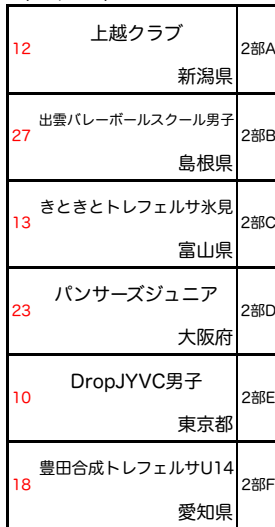 上越クラブ
12 2部A
新潟県
出雲バレーボールスクール男子
27 2部B
島根県
きときとトレフェルサ氷見
13 2部C
富山県
パンサーズジュニア
23 2部D
大阪府
DropJYVC男子
10 2部E
東京都
豊田合成トレフェルサU14
18 2部F
愛知県